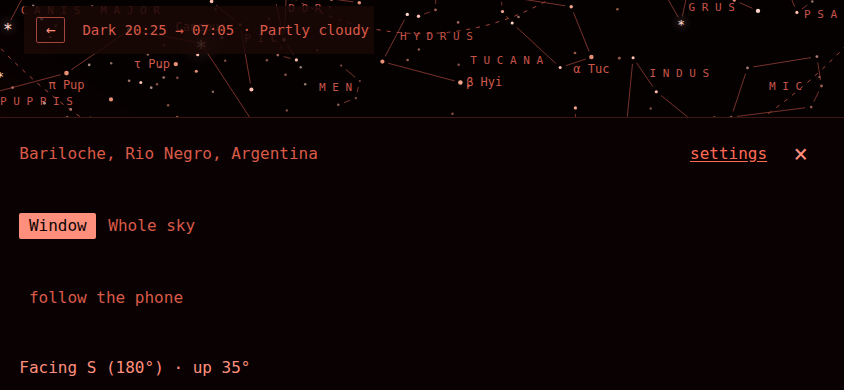 CANIS MAJOR
GRUS
PSA
← Dark 20:25 → 07:05 · Partly cloudy
HYDRUS
TUCANA
τ Pup
α Tuc
INDUS
π Pup
MEN
β Hyi
MIC
PUPPIS
Bariloche, Rio Negro, Argentina
settings ×
Window Whole sky
follow the phone
Facing S (180°) · up 35°